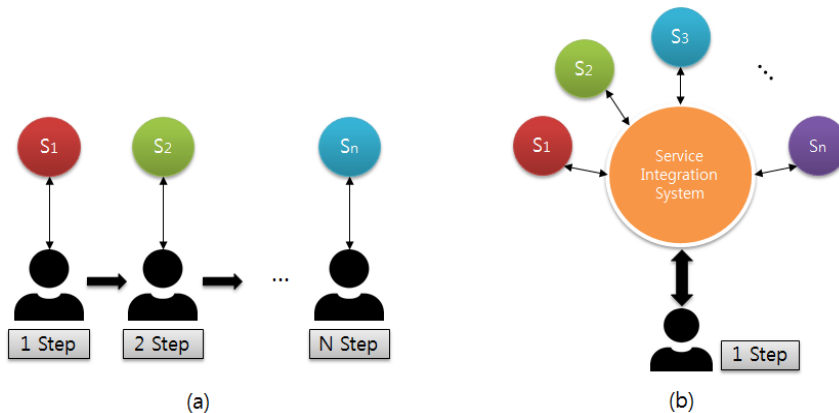 S1
S2
Sn
...
1 Step
2 Step
N Step
(a)
S1
S2
S3
...
Sn
Service
Integration
System
1 Step
(b)